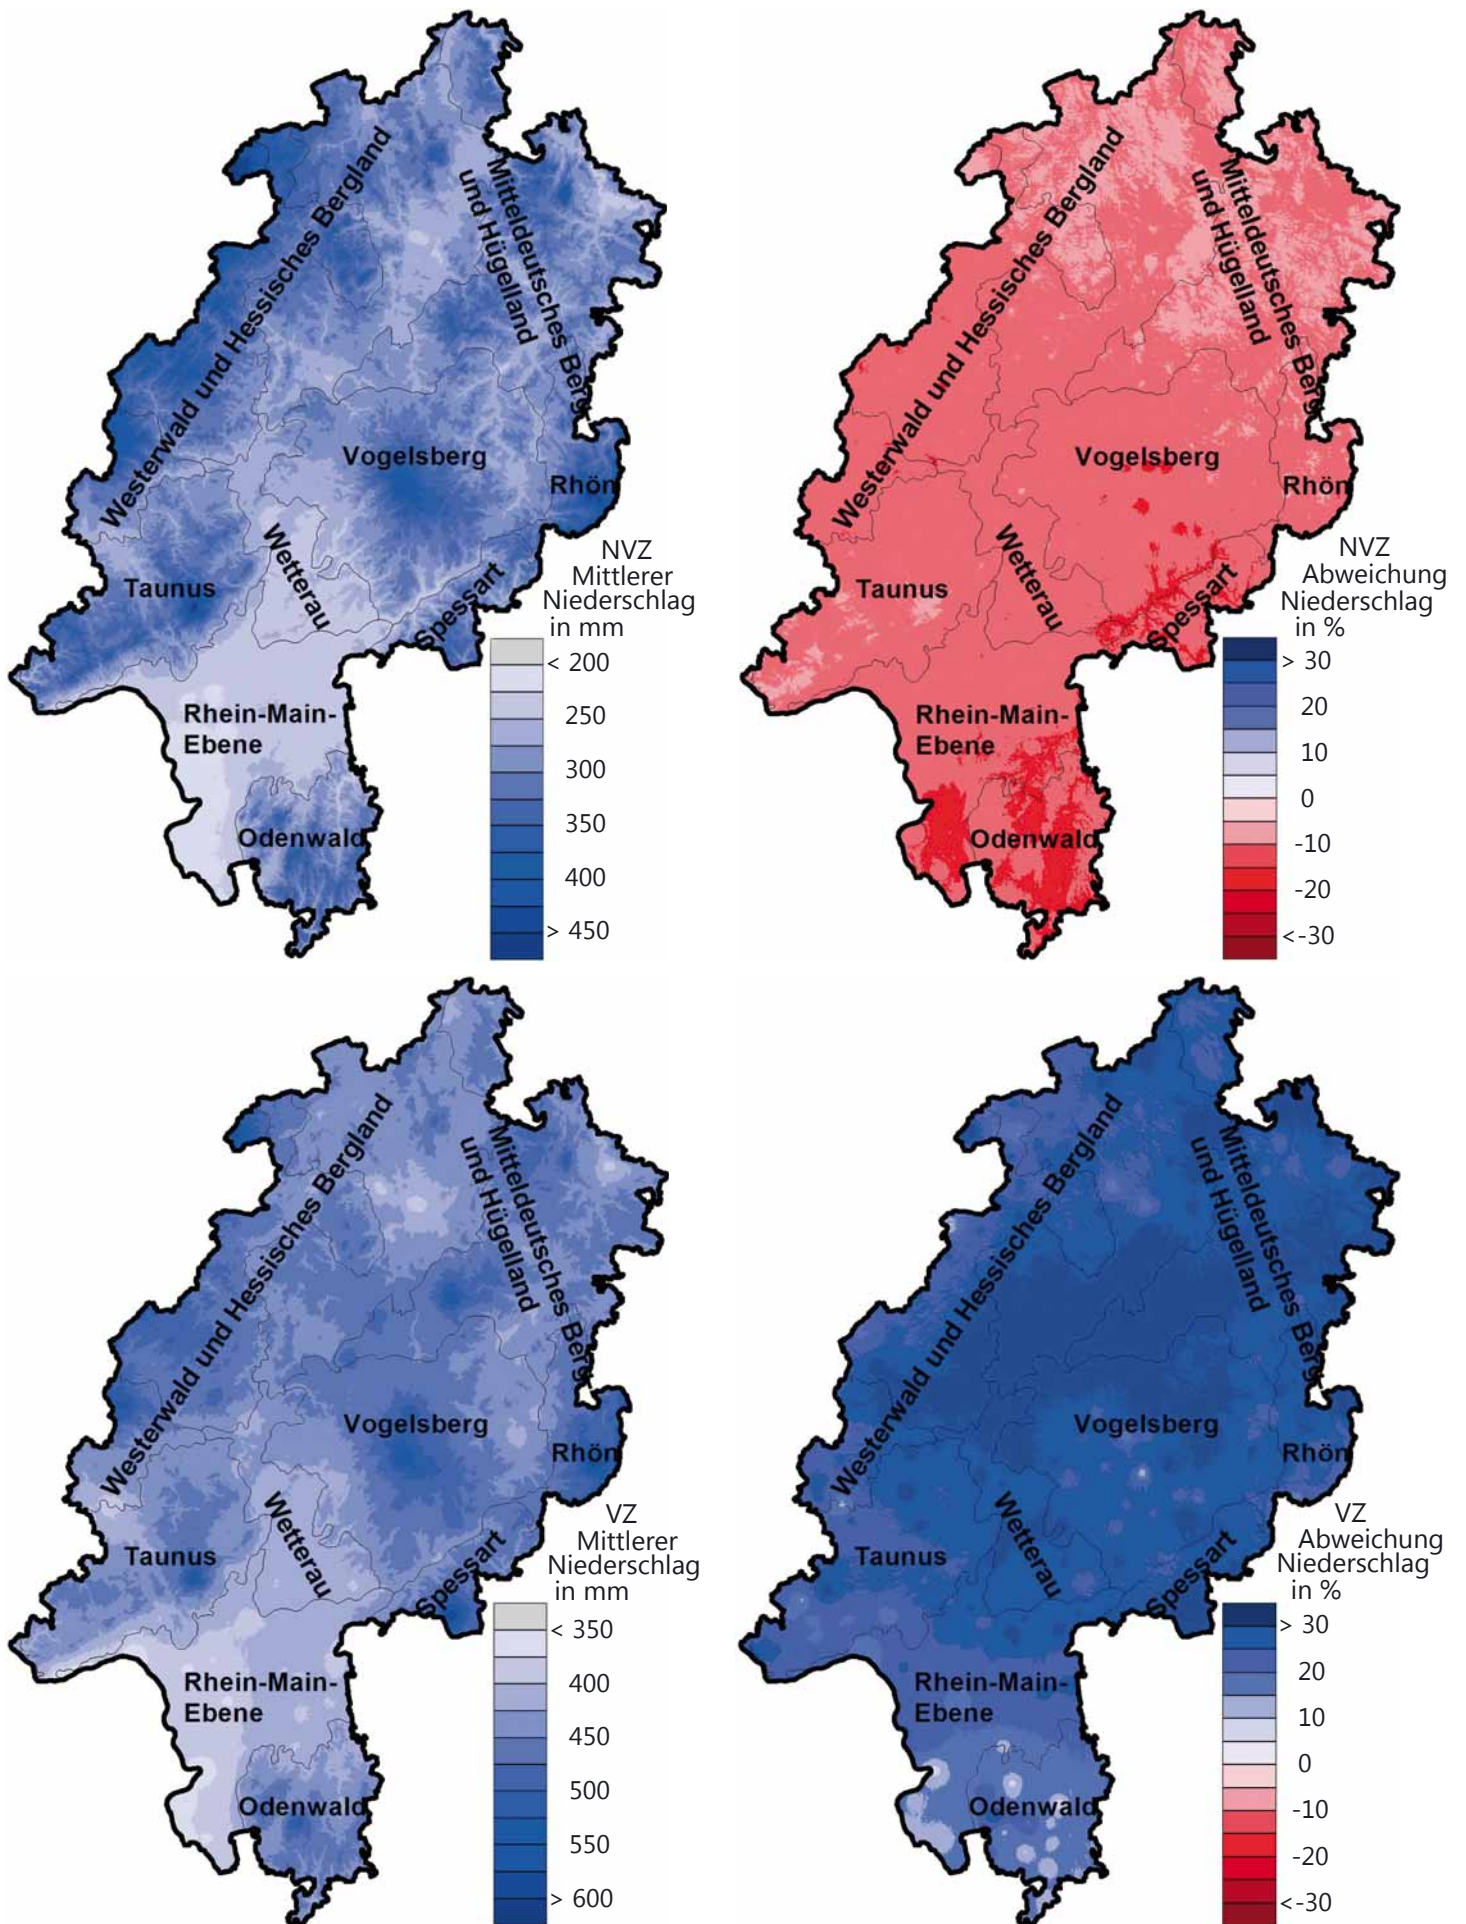 Westerwald und Hessisches Bergland
Mitteldeutsches Berg-
und Hügelland
Vogelsberg
Rhön
Taunus
Wetterau
Spessart
Rhein-Main-
Ebene
Odenwald
NVZ
Mittlerer
Niederschlag
in mm
< 200
250
300
350
400
> 450
Westerwald und Hessisches Bergland
Mitteldeutsches Berg-
und Hügelland
Vogelsberg
Rhön
Taunus
Wetterau
Spessart
Rhein-Main-
Ebene
Odenwald
NVZ
Abweichung
Niederschlag
in %
> 30
20
10
0
-10
-20
<-30
Westerwald und Hessisches Bergland
Mitteldeutsches Berg-
und Hügelland
Vogelsberg
Rhön
Taunus
Wetterau
Spessart
Rhein-Main-
Ebene
Odenwald
VZ
Mittlerer
Niederschlag
in mm
< 350
400
450
500
550
> 600
Westerwald und Hessisches Bergland
Mitteldeutsches Berg-
und Hügelland
Vogelsberg
Rhön
Taunus
Wetterau
Spessart
Rhein-Main-
Ebene
Odenwald
VZ
Abweichung
Niederschlag
in %
> 30
20
10
0
-10
-20
<-30